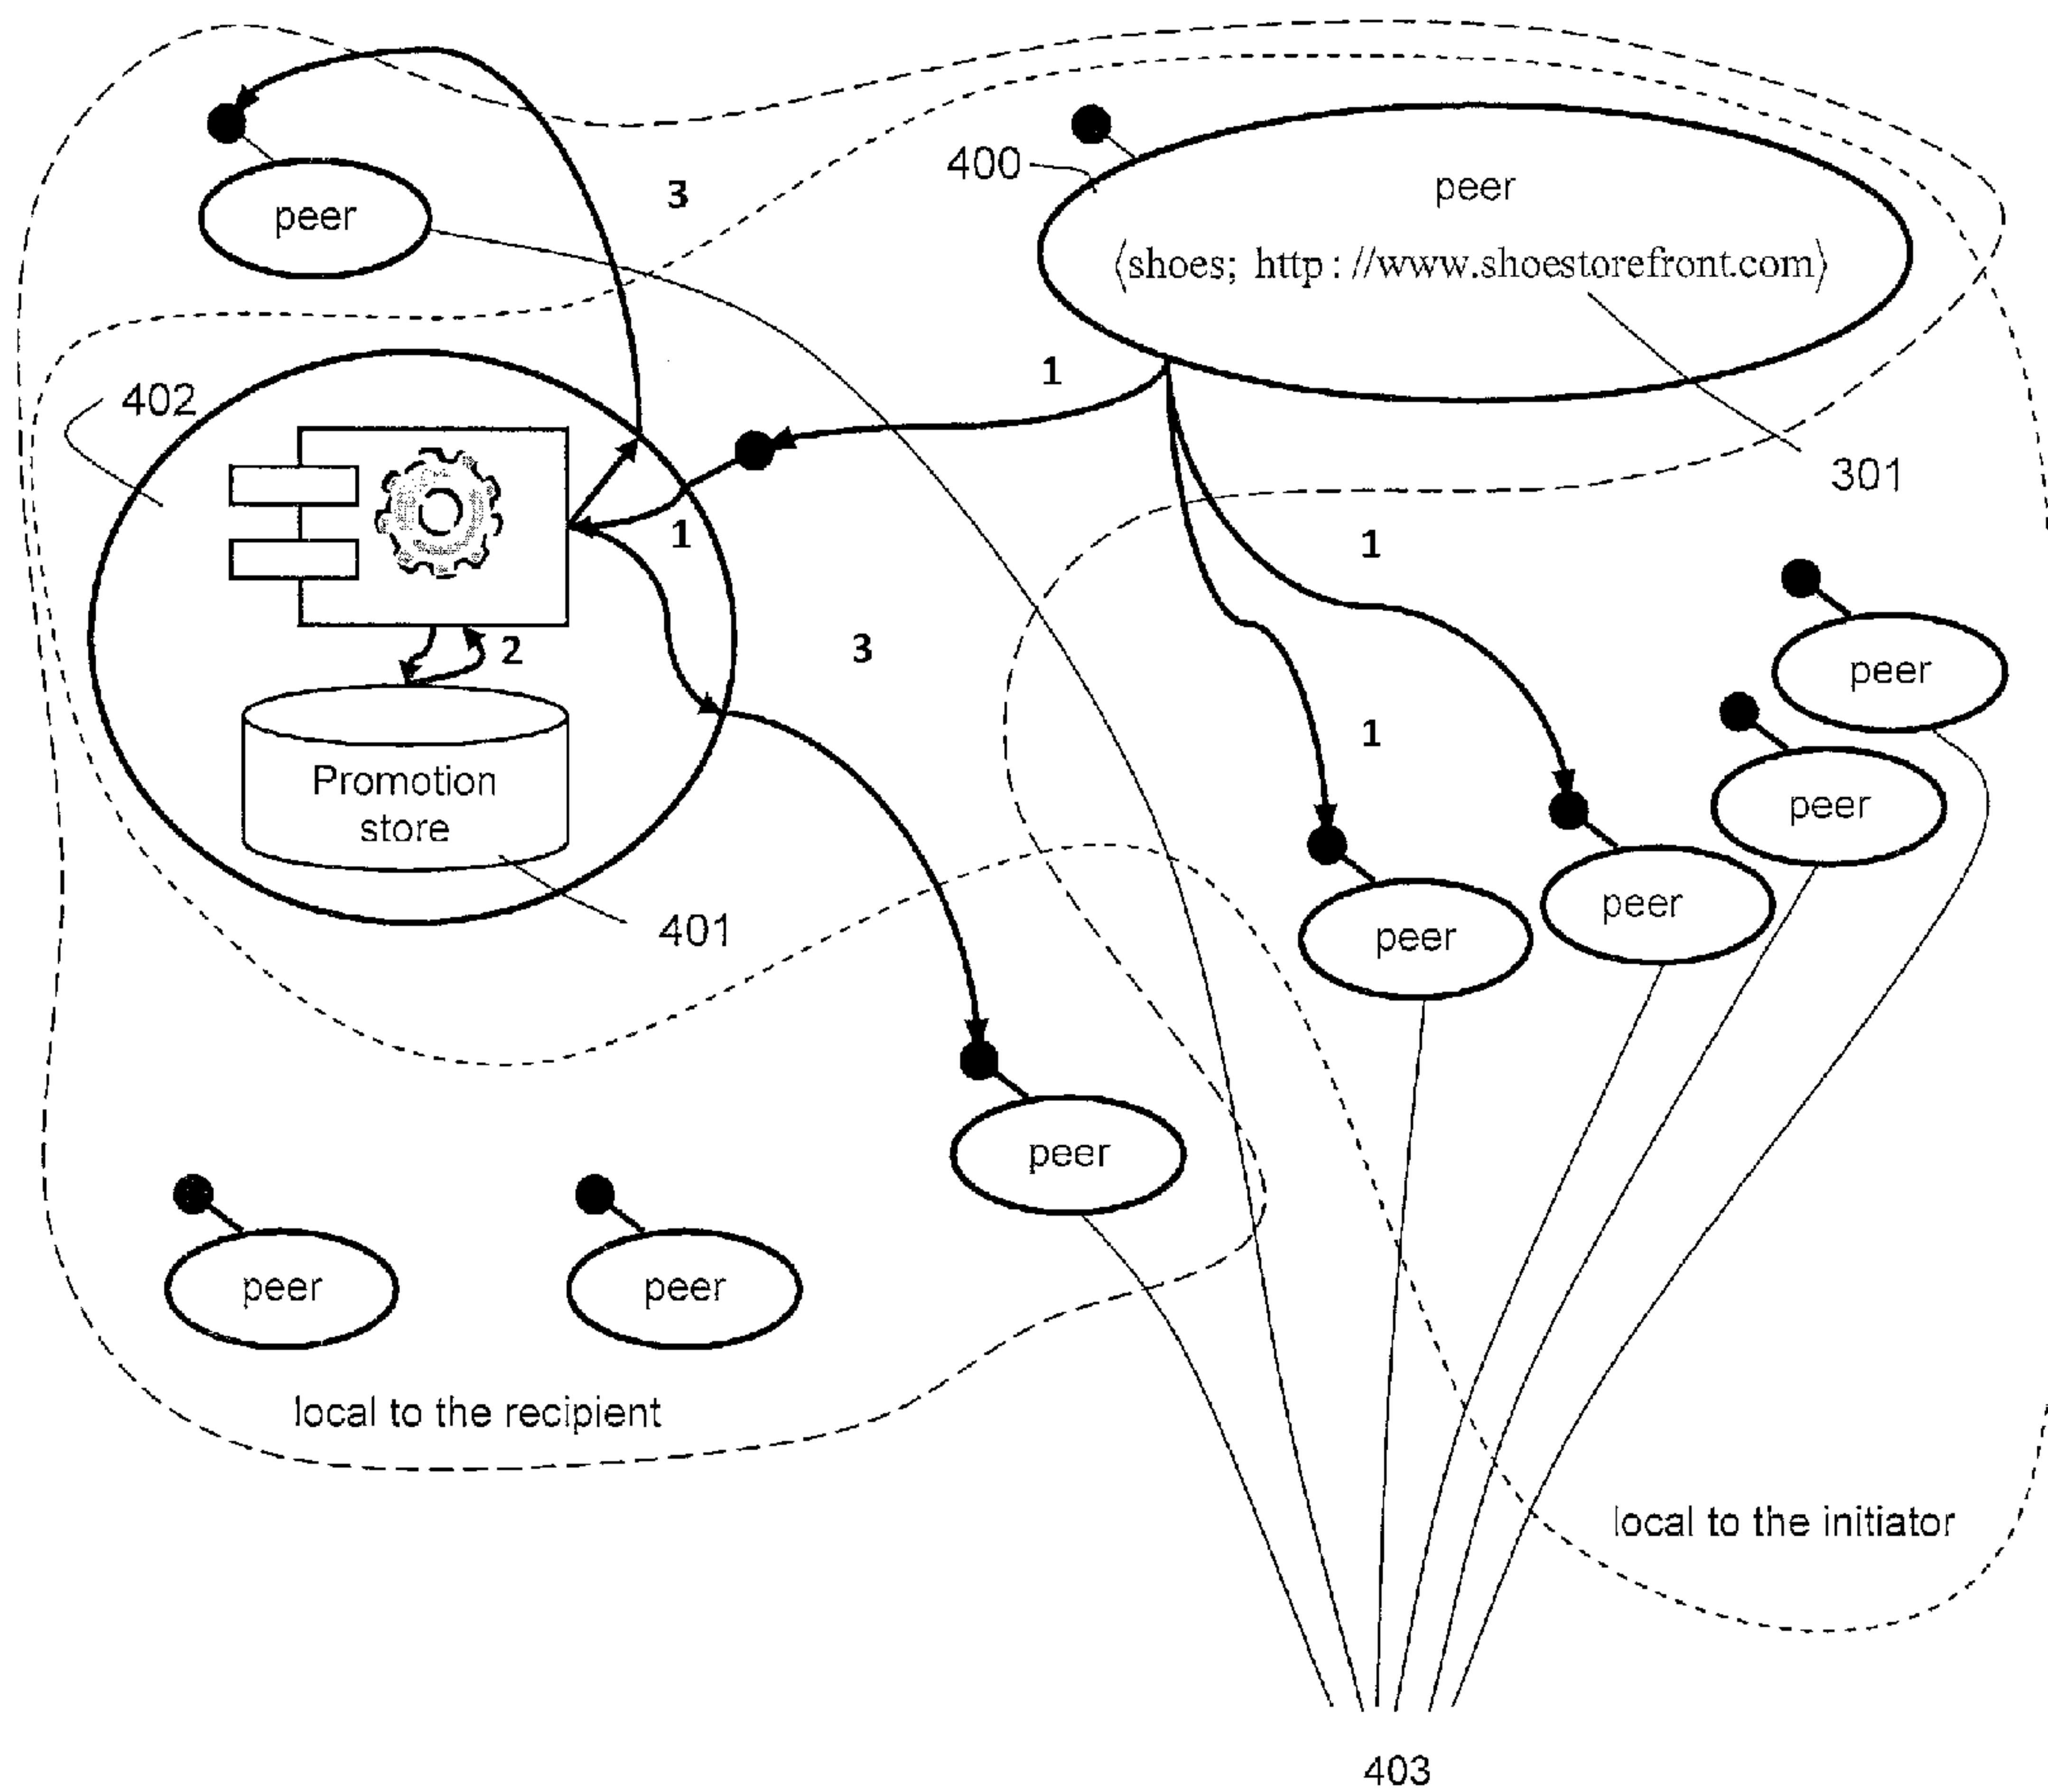 3
400
peer
peer
⟨shoes; http://www.shoestorefront.com⟩
1
402
301
1
1
2
3
peer
1
Promotion
store
peer
peer
401
peer
peer
peer
peer
local to the recipient
local to the initiator
403